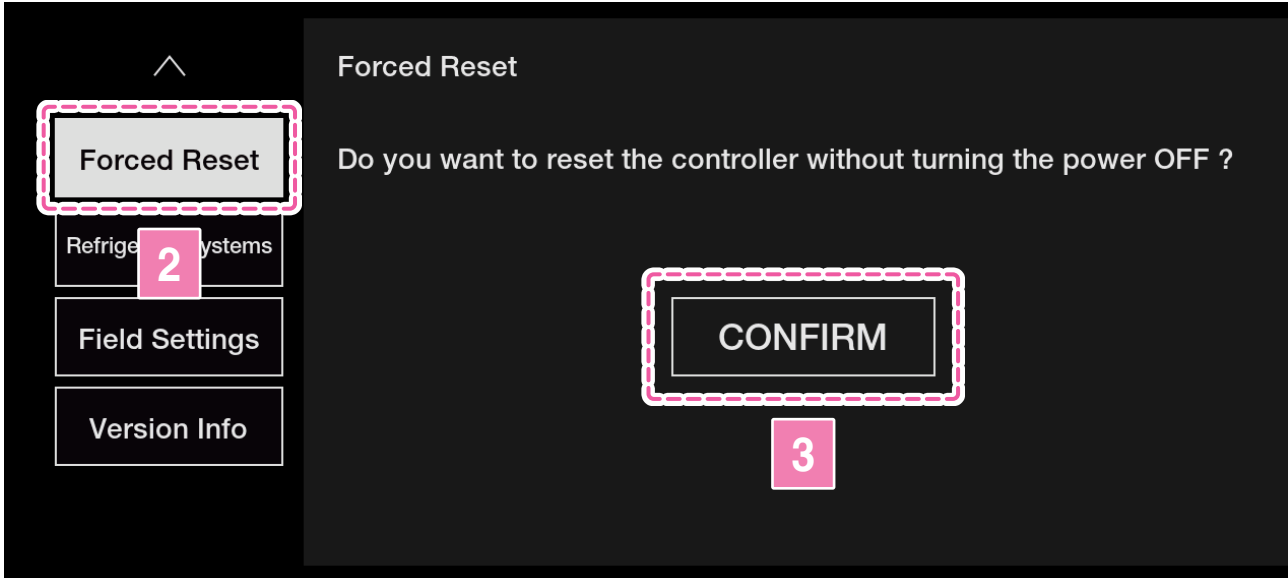 Forced Reset
Refrige ystems
2
Field Settings
Version Info
Forced Reset
Do you want to reset the controller without turning the power OFF ?
CONFIRM
3